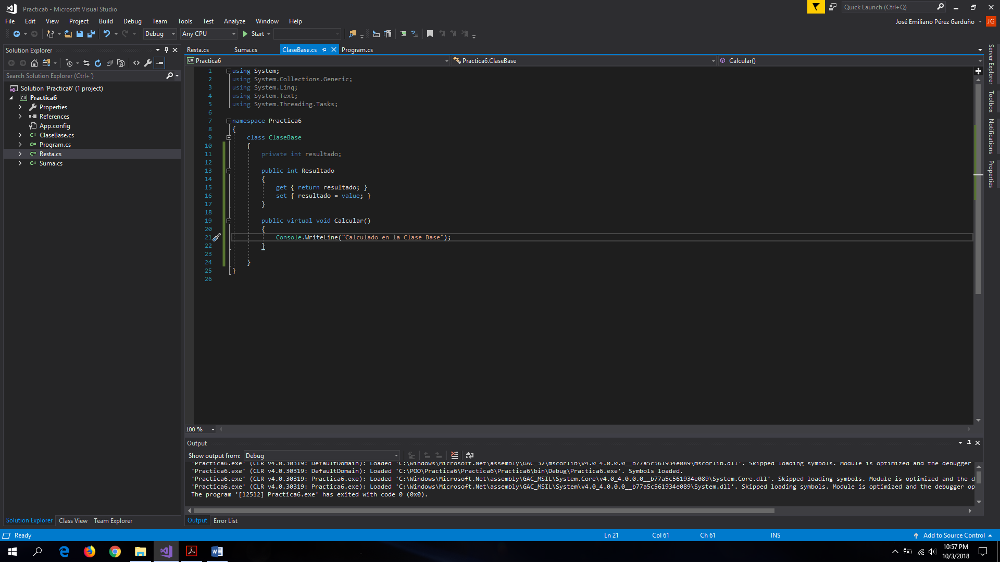 Practica6 - Microsoft Visual Studio
Quick Launch (Ctrl+Q)
File Edit View Project Build Debug Team Tools Test Analyze Window Help
José Emiliano Pérez Garduño JG
Debug Any CPU Start
Solution Explorer
Search Solution Explorer (Ctrl+´)
Solution 'Practica6' (1 project)
C# Practica6
Properties
References
App.config
C# ClaseBase.cs
C# Program.cs
C# Resta.cs
C# Suma.cs
Resta.cs Suma.cs ClaseBase.cs Program.cs
C# Practica6 Practica6.ClaseBase Calcular()
1 using System;
2 using System.Collections.Generic;
3 using System.Linq;
4 using System.Text;
5 using System.Threading.Tasks;
6
7 namespace Practica6
8 {
9 class ClaseBase
10 {
11 private int resultado;
12
13 public int Resultado
14 {
15 get { return resultado; }
16 set { resultado = value; }
17 }
18
19 public virtual void Calcular()
20 {
21 Console.WriteLine("Calculado en la Clase Base");
22 }
23
24 }
25 }
26
Server Explorer
Toolbox
Notifications
Properties
100 %
Output
Show output from: Debug
'Practica6.exe' (CLR v4.0.30319: DefaultDomain): Loaded 'C:\Windows\Microsoft.Net\assembly\GAC_32\mscorlib\v4.0_4.0.0.0__b77a5c561934e089\mscorlib.dll'. Skipped loading symbols. Module is optimized and the debugger
'Practica6.exe' (CLR v4.0.30319: DefaultDomain): Loaded 'C:\POO\Practica6\Practica6\bin\Debug\Practica6.exe'. Symbols loaded.
'Practica6.exe' (CLR v4.0.30319: Practica6.exe): Loaded 'C:\Windows\Microsoft.Net\assembly\GAC_MSIL\System.Core\v4.0_4.0.0.0__b77a5c561934e089\System.Core.dll'. Skipped loading symbols. Module is optimized and the d
'Practica6.exe' (CLR v4.0.30319: Practica6.exe): Loaded 'C:\Windows\Microsoft.Net\assembly\GAC_MSIL\System\v4.0_4.0.0.0__b77a5c561934e089\System.dll'. Skipped loading symbols. Module is optimized and the debugger op
The program '[12512] Practica6.exe' has exited with code 0 (0x0).
Solution Explorer Class View Team Explorer
Output Error List
Ready Ln 21 Col 61 Ch 61 INS Add to Source Control
10:57 PM
10/3/2018